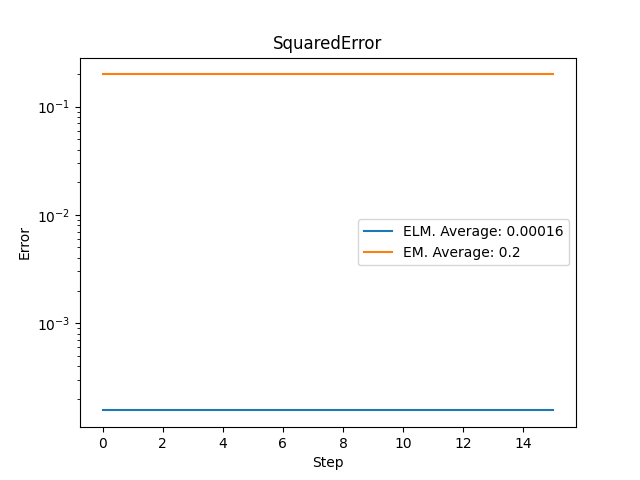 SquaredError
10⁻¹
10⁻²
10⁻³
Error
ELM. Average: 0.00016
EM. Average: 0.2
0 2 4 6 8 10 12 14
Step